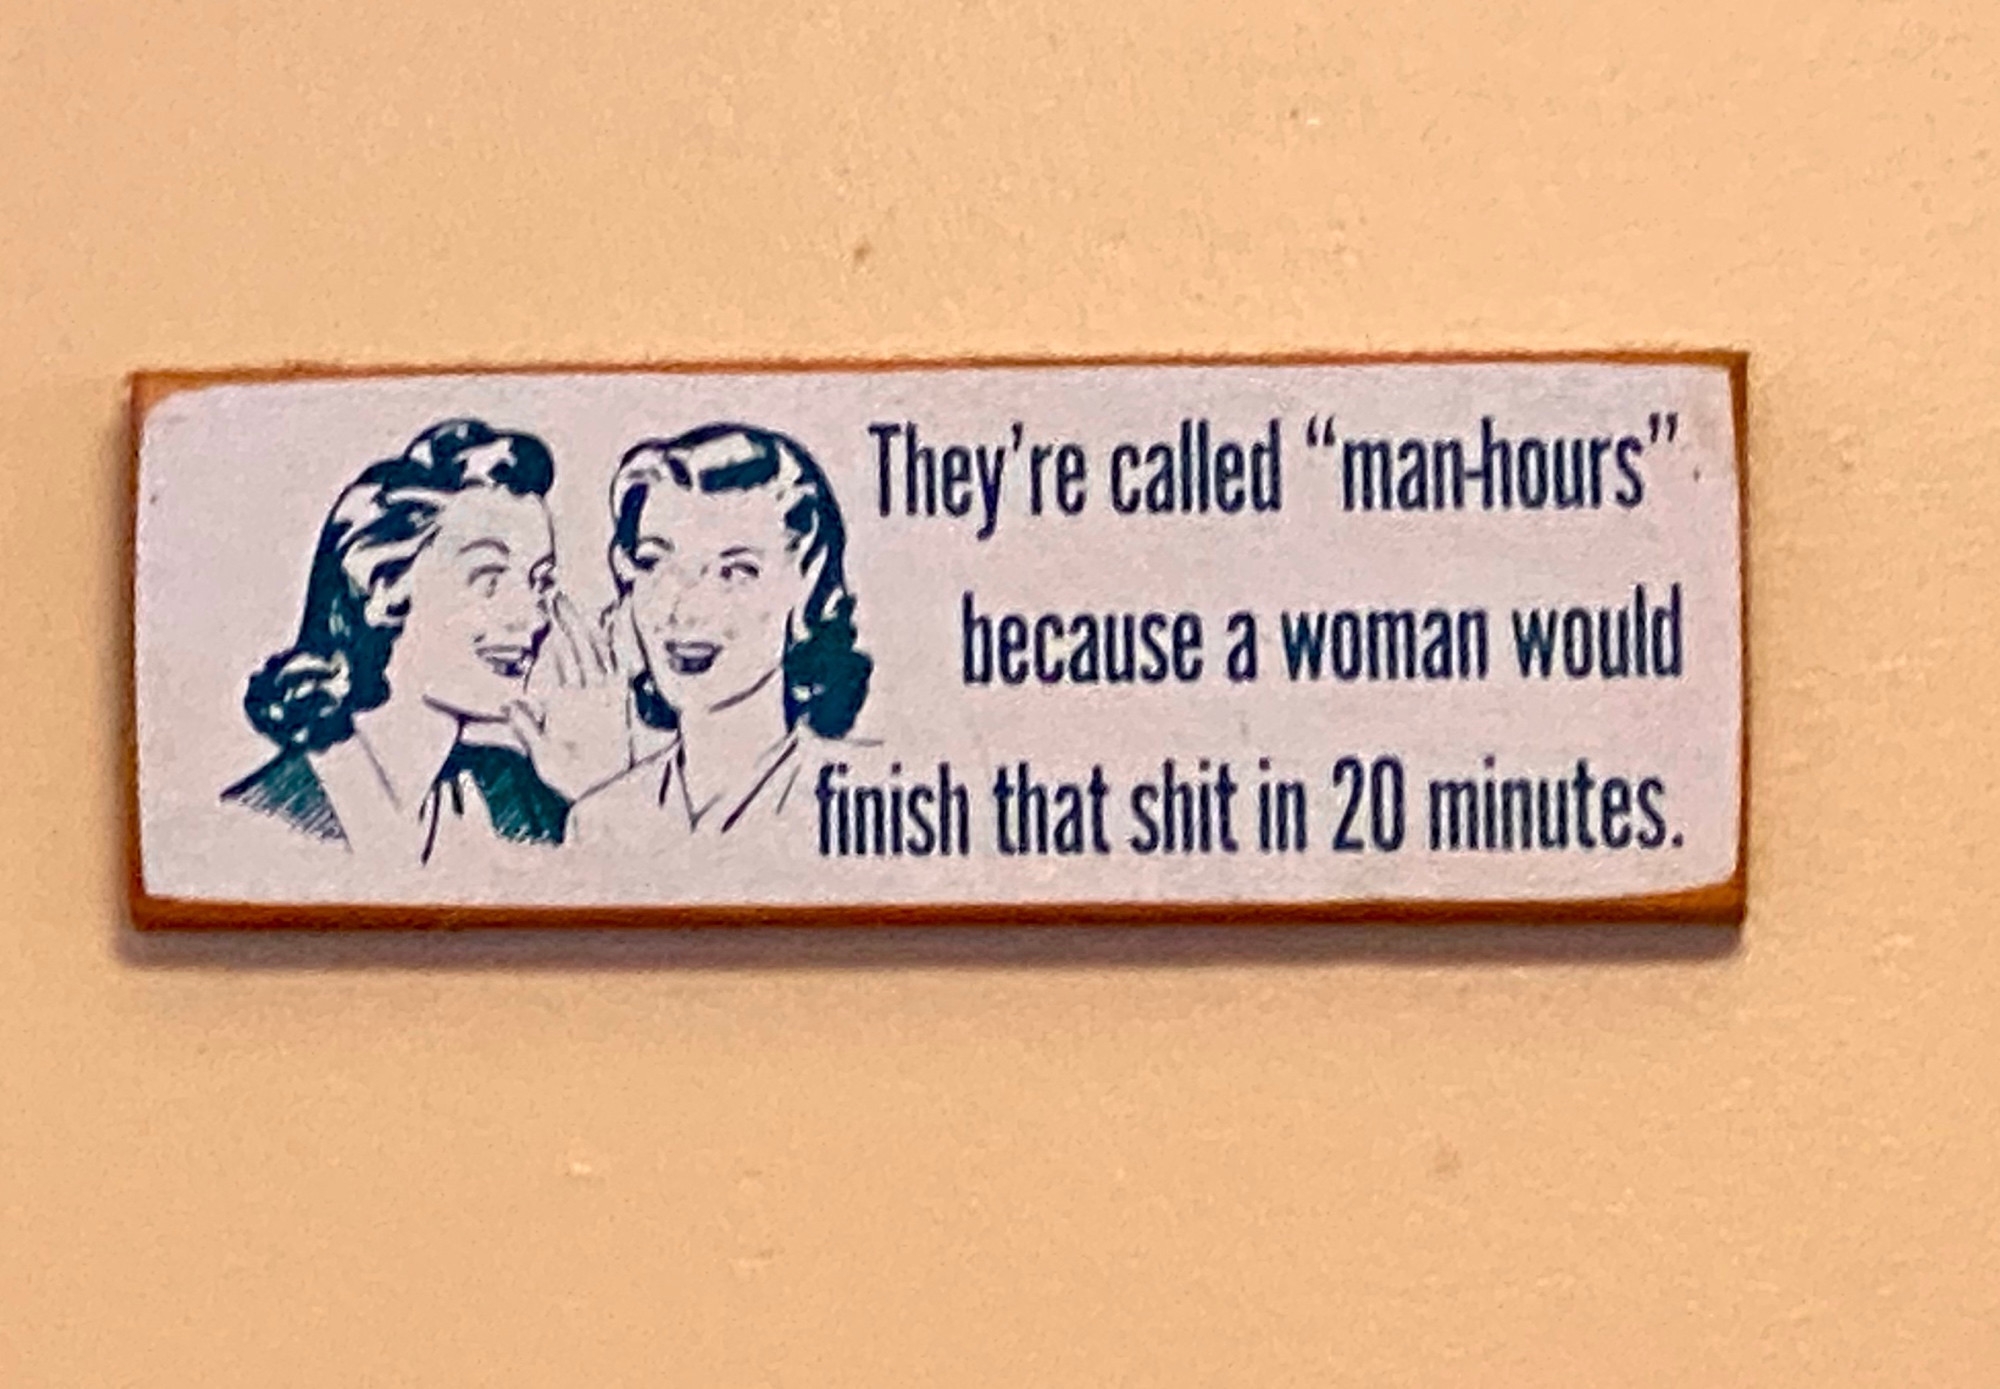 They're called “man-hours”
because a woman would
finish that shit in 20 minutes.